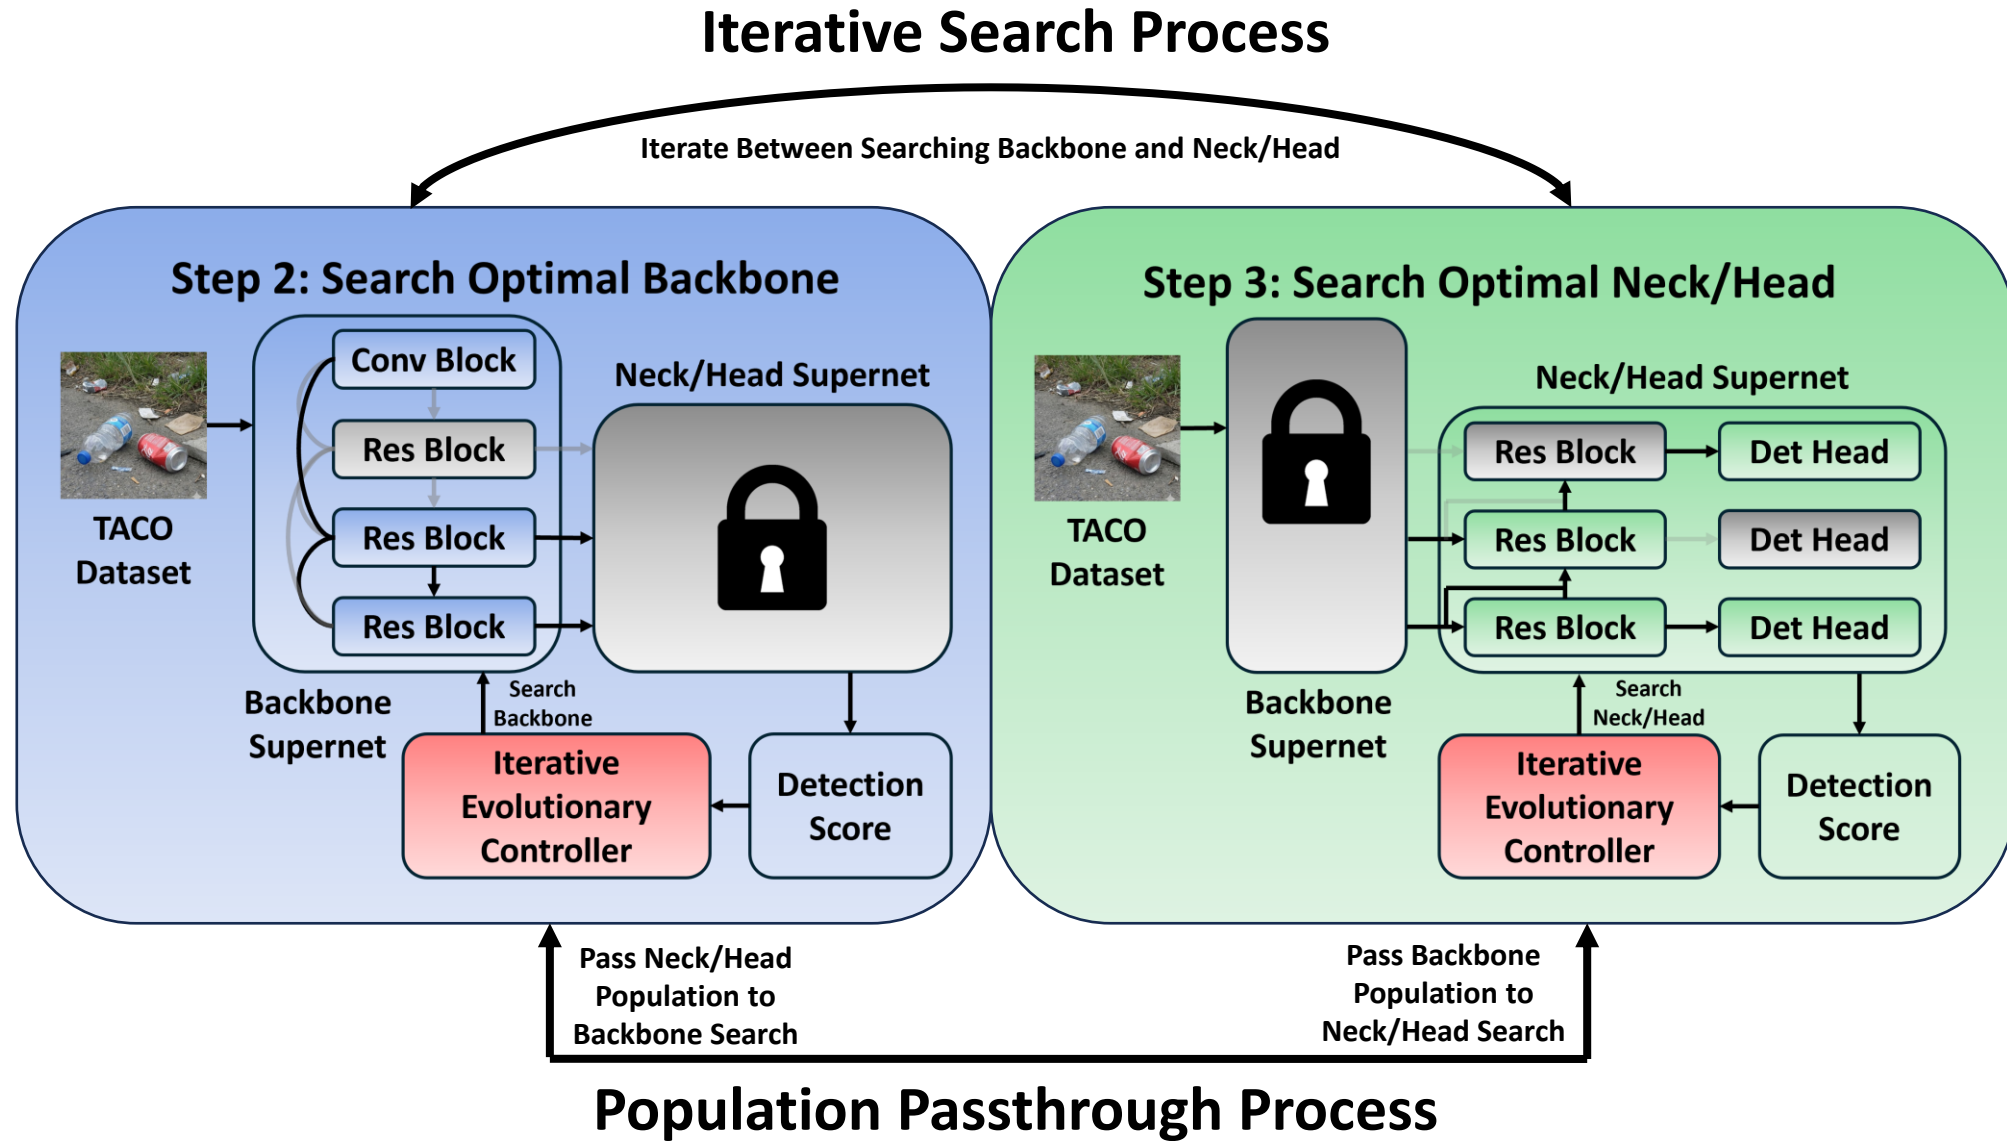 Iterative Search Process
Iterate Between Searching Backbone and Neck/Head
Step 2: Search Optimal Backbone
Conv Block
Res Block
Res Block
Res Block
TACO
Dataset
Neck/Head Supernet
Backbone
Supernet
Search
Backbone
Iterative
Evolutionary
Controller
Detection
Score
Step 3: Search Optimal Neck/Head
TACO
Dataset
Neck/Head Supernet
Res Block
Det Head
Res Block
Det Head
Res Block
Det Head
Backbone
Supernet
Search
Neck/Head
Iterative
Evolutionary
Controller
Detection
Score
Pass Neck/Head
Population to
Backbone Search
Pass Backbone
Population to
Neck/Head Search
Population Passthrough Process